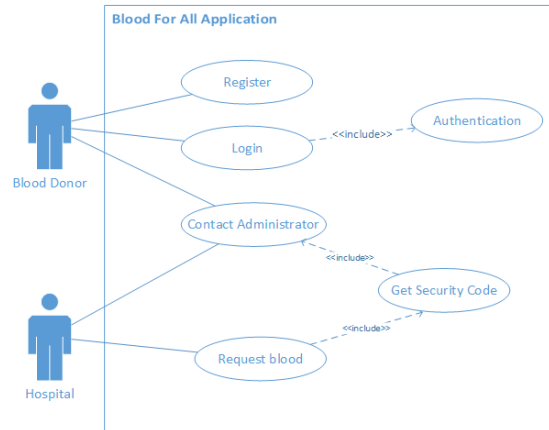 Blood For All Application
Register
Authentication
<<include>>
Login
Blood Donor
Contact Administrator
<<include>>
Get Security Code
<<include>>
Request blood
Hospital